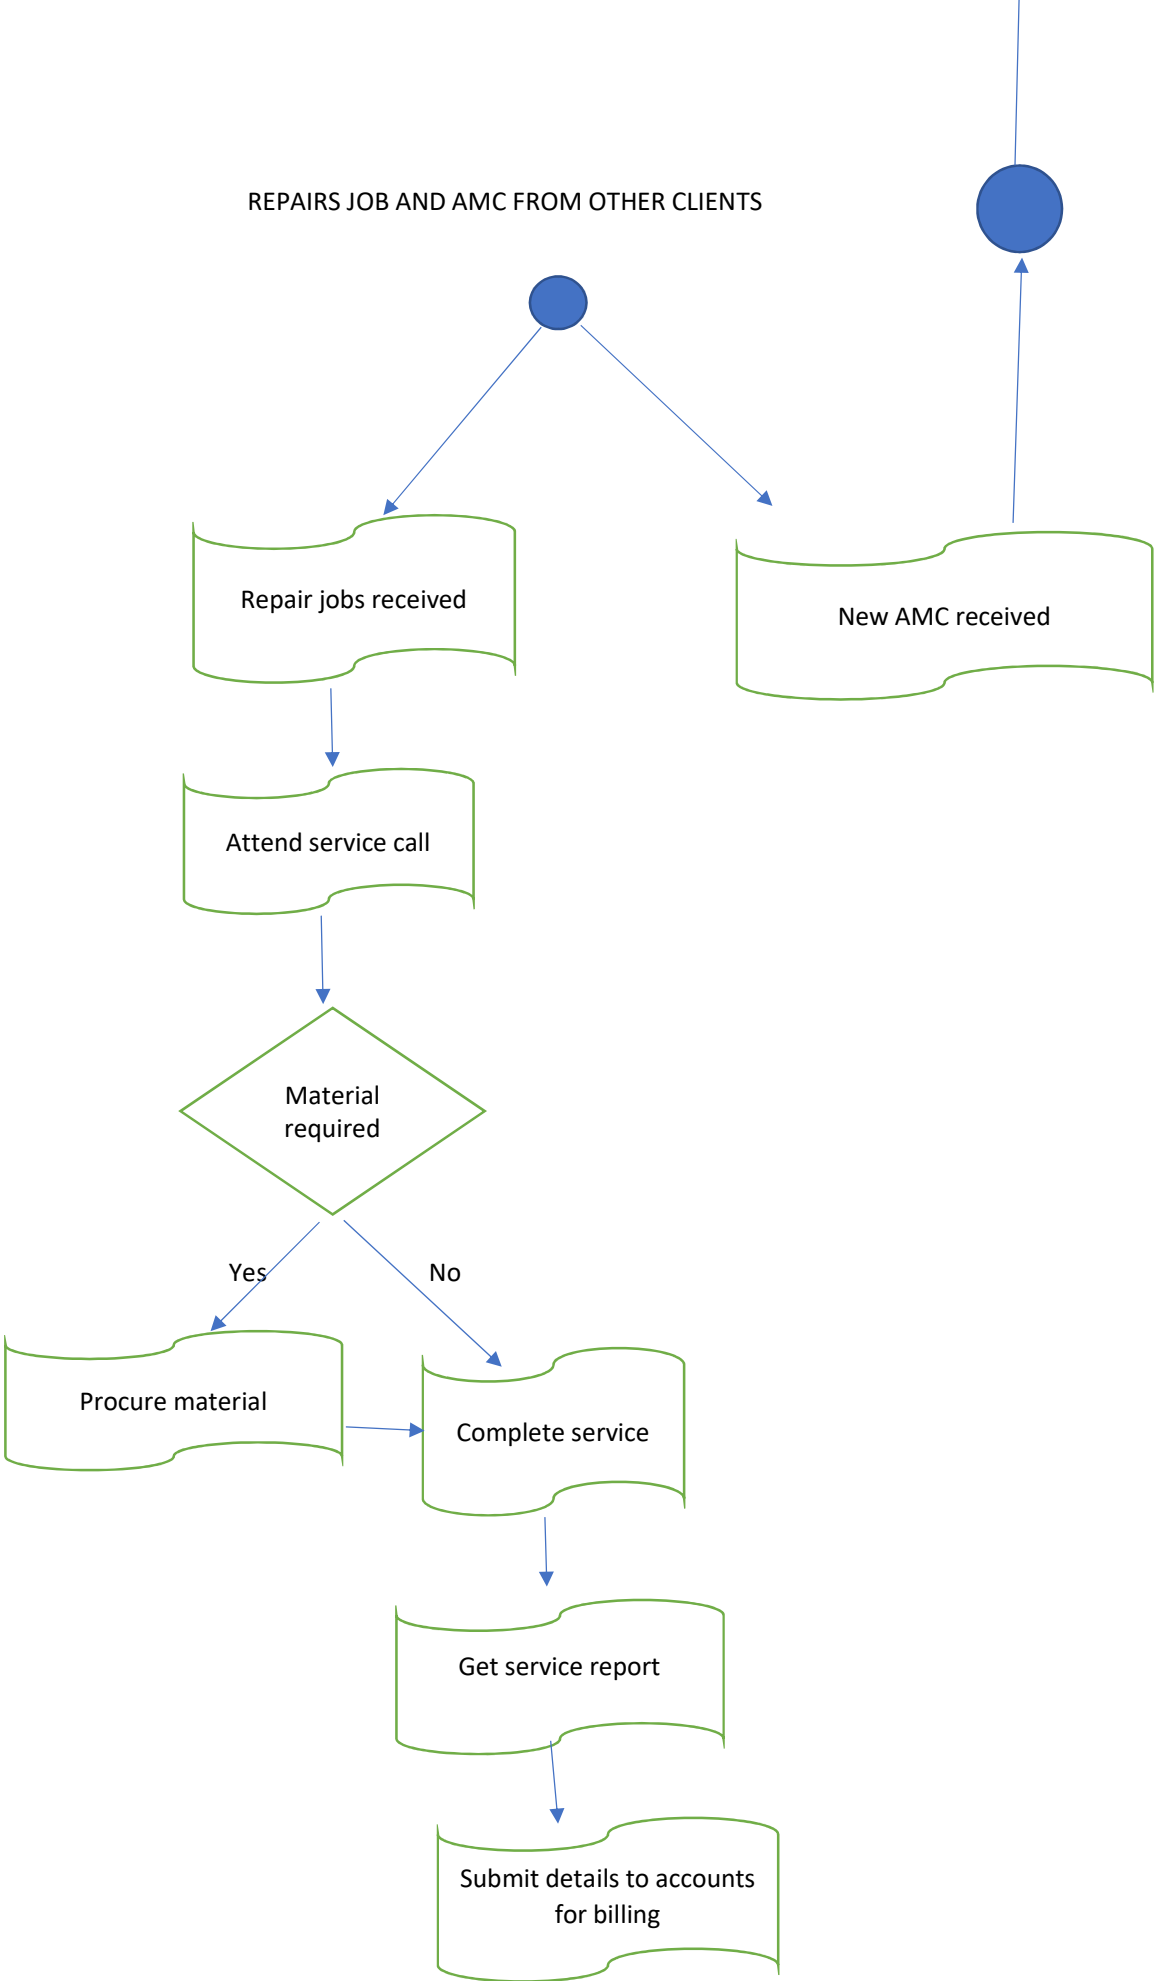 REPAIRS JOB AND AMC FROM OTHER CLIENTS
Repair jobs received
New AMC received
Attend service call
Material
required
Yes
No
Procure material
Complete service
Get service report
Submit details to accounts
for billing